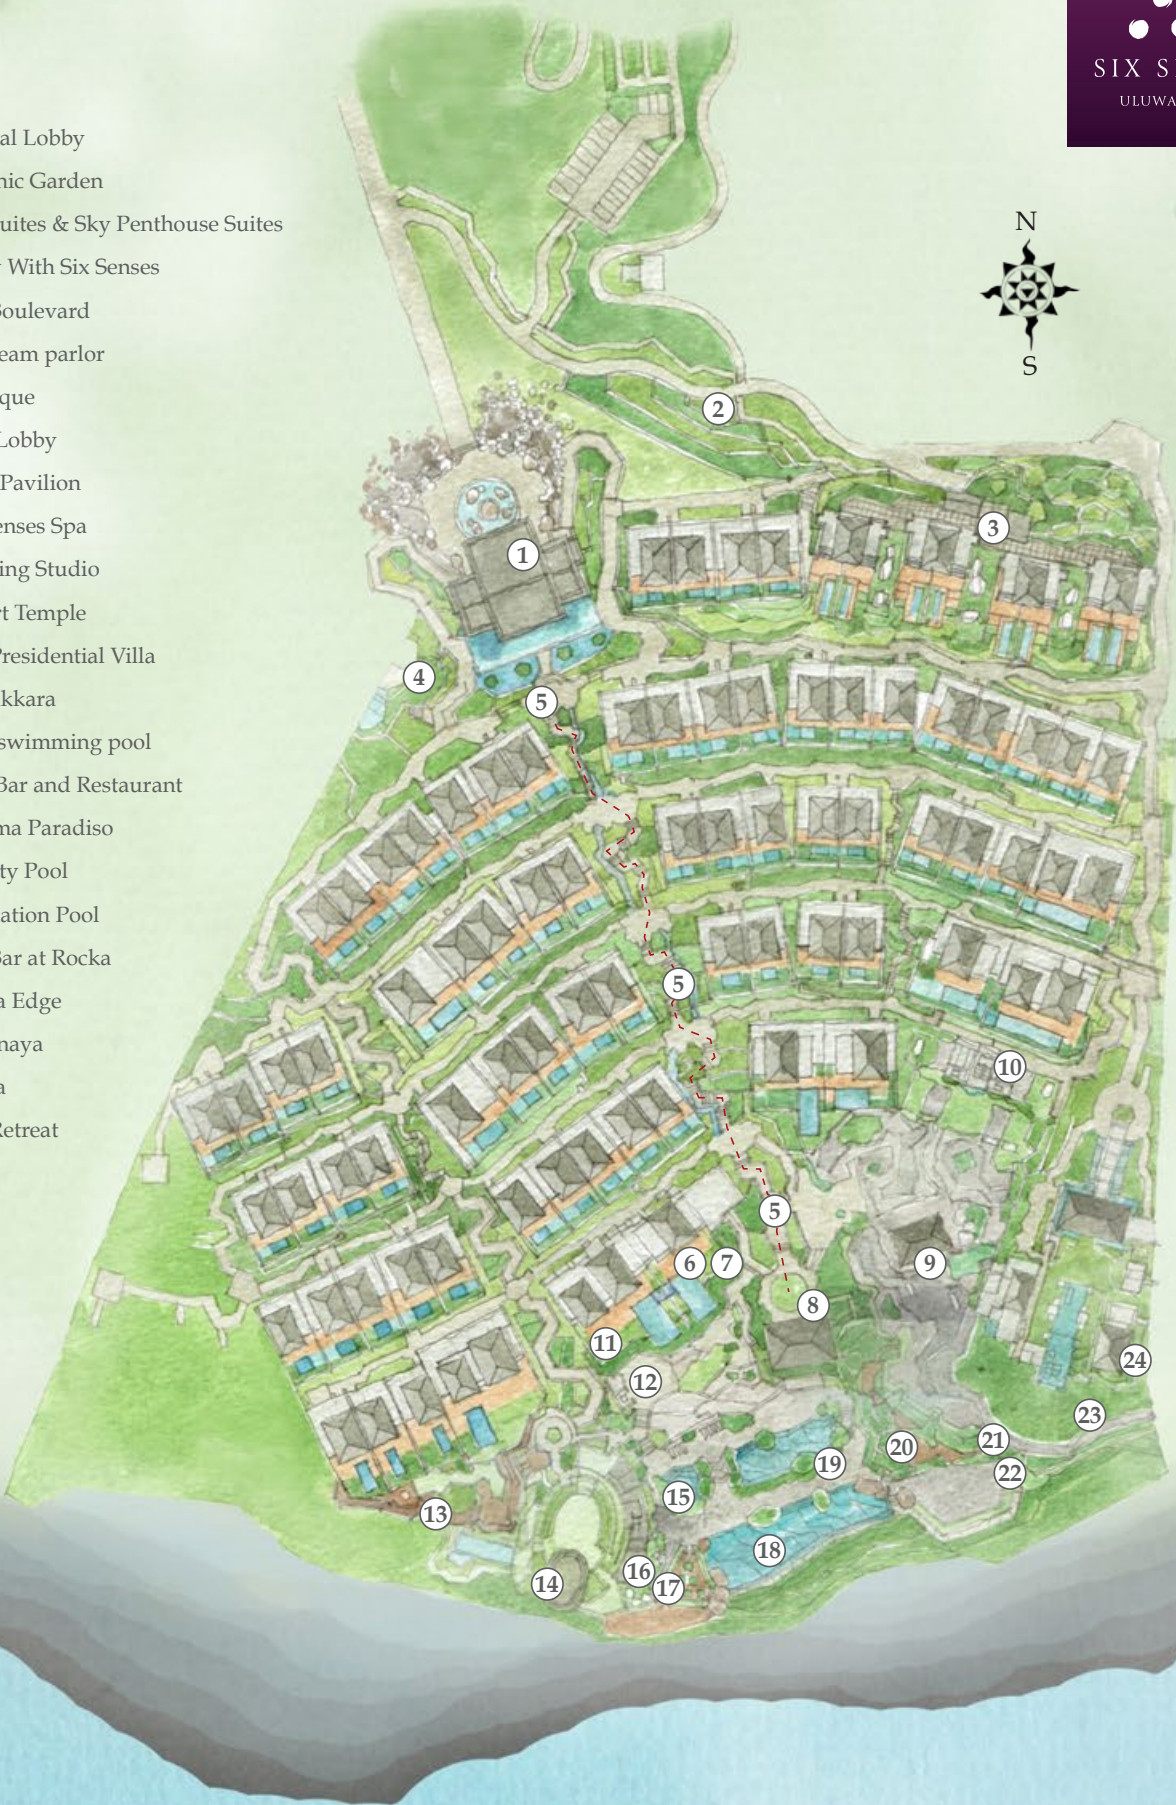 SIX S
ULUWA
al Lobby
nic Garden
uites & Sky Penthouse Suites
With Six Senses
Boulevard
eam parlor
que
Lobby
Pavilion
enses Spa
ing Studio
rt Temple
Presidential Villa
kkara
swimming pool
Bar and Restaurant
ma Paradiso
ty Pool
ation Pool
Bar at Rocka
a Edge
naya
a
Retreat
N
S
1
2
3
4
5
5
10
5
6
7
8
9
11
12
24
23
13
15
19
20
21
22
14
16
17
18